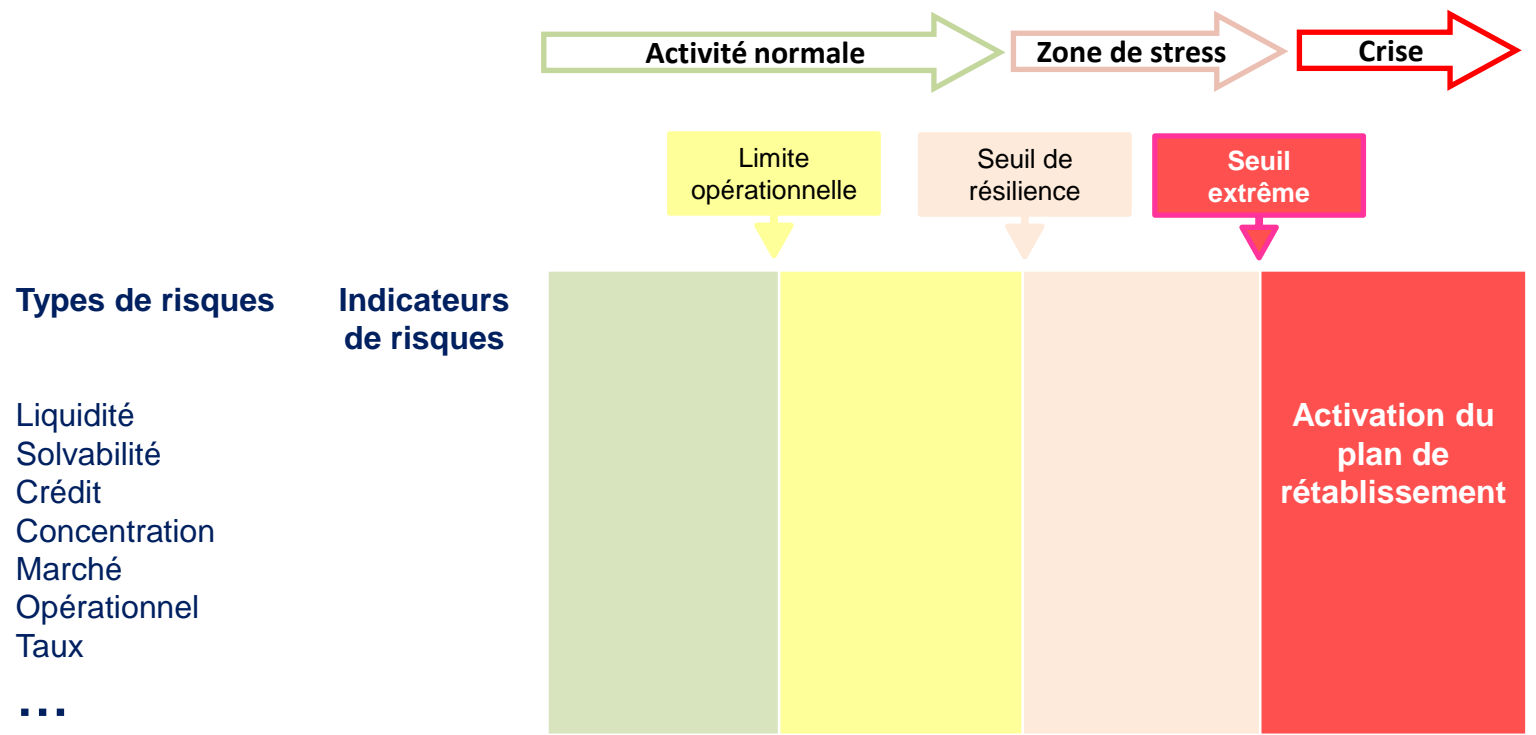 Activité normale
Zone de stress
Crise
Limite
opérationnelle
Seuil de
résilience
Seuil
extrême
Types de risques
Indicateurs
de risques
Liquidité
Solvabilité
Crédit
Concentration
Marché
Opérationnel
Taux
…
Activation du
plan de
rétablissement